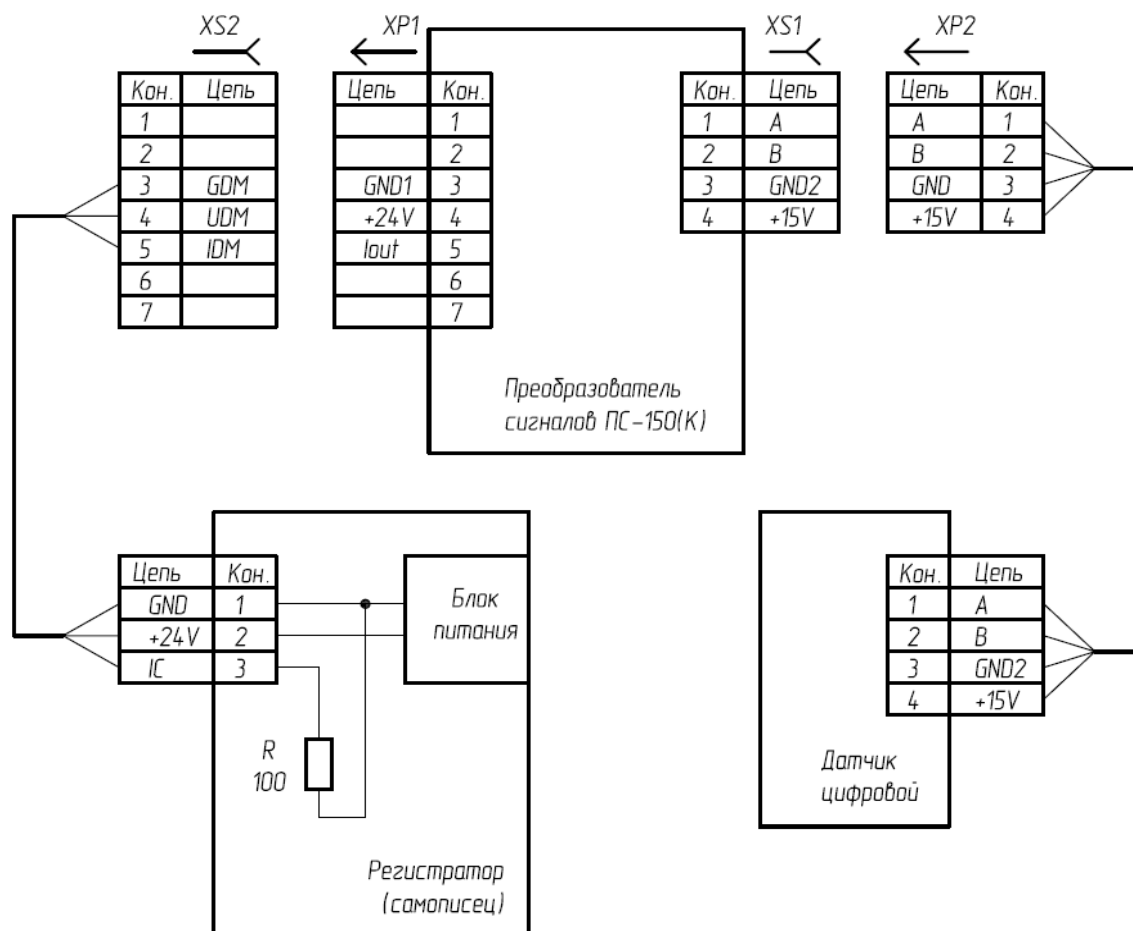 XS2 XP1 XS1 XP2
Кон. Цепь Цепь Кон. Кон. Цепь Цепь Кон.
1 1 1 A A 1
2 2 2 B B 2
3 GDM GND1 3 3 GND2 GND 3
4 UDM +24V 4 4 +15V +15V 4
5 IDM Iout 5
6 6
7 7
Преобразователь
сигналов ПС-150(К)
Цепь Кон.
GND 1
+24V 2
IC 3
Блок
питания
R
100
Регистратор
(самописец)
Кон. Цепь
1 A
2 B
3 GND2
4 +15V
Датчик
цифровой